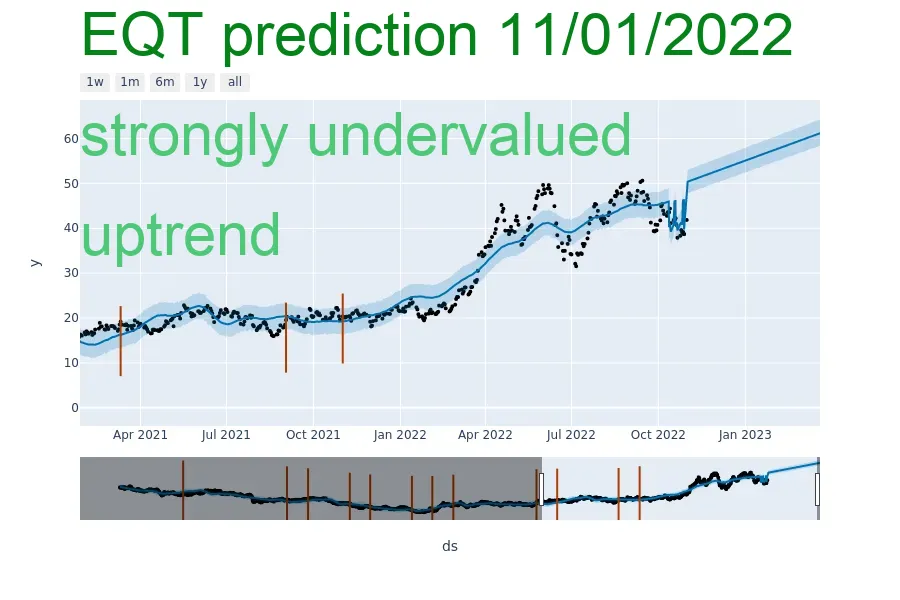 EQT prediction 11/01/2022
1w 1m 6m 1y all
strongly undervalued
uptrend
60
50
40
30
20
10
0
y
Apr 2021 Jul 2021 Oct 2021 Jan 2022 Apr 2022 Jul 2022 Oct 2022 Jan 2023
ds